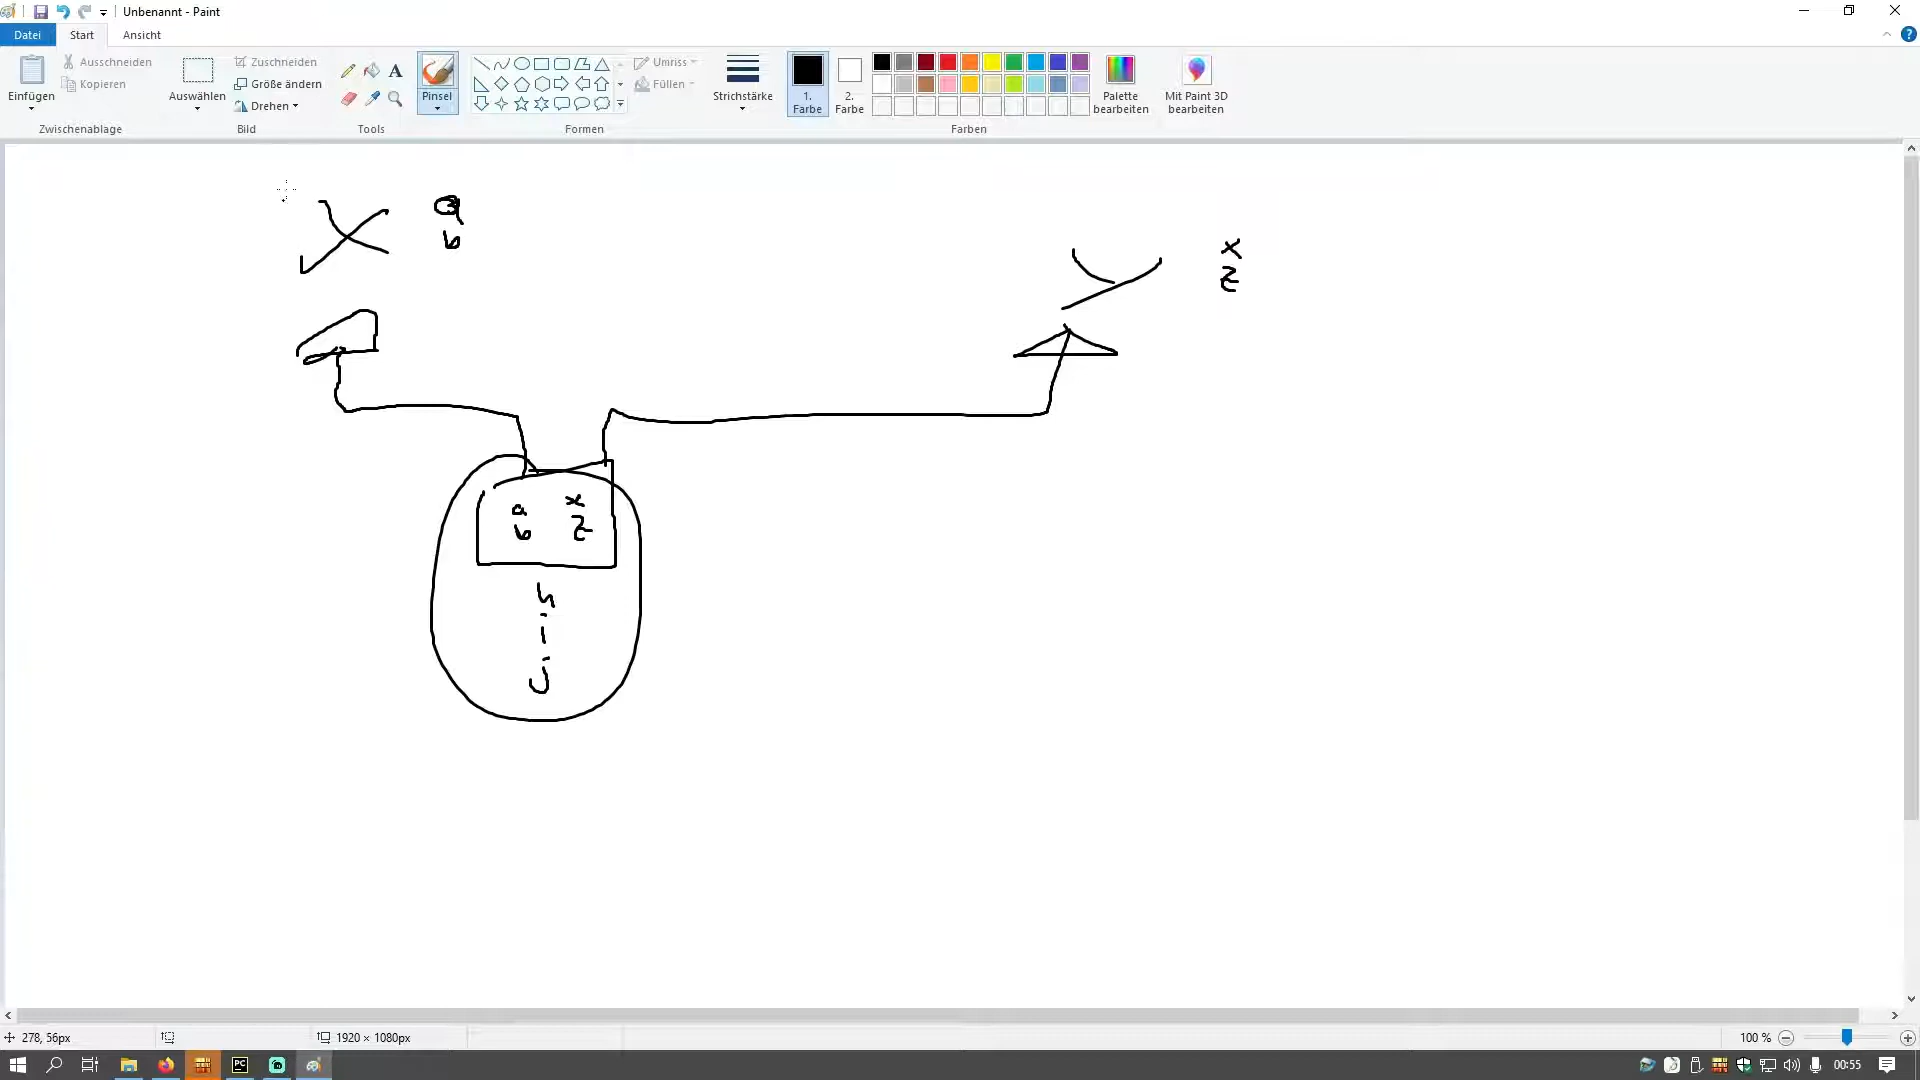 Unbenannt - Paint
Datei Start Ansicht
Einfügen
Ausschneiden
Kopieren
Zwischenablage
Auswählen
Zuschneiden
Größe ändern
Drehen
Bild
A
Tools
Pinsel
Formen
Umriss
Füllen
Strichstärke
1.
Farbe
2.
Farbe
Palette
bearbeiten
Farben
Mit Paint 3D
bearbeiten
a
b
x
z
a x
b z
h
i
j
278, 56px
1920 × 1080px
100 %
PC
00:55